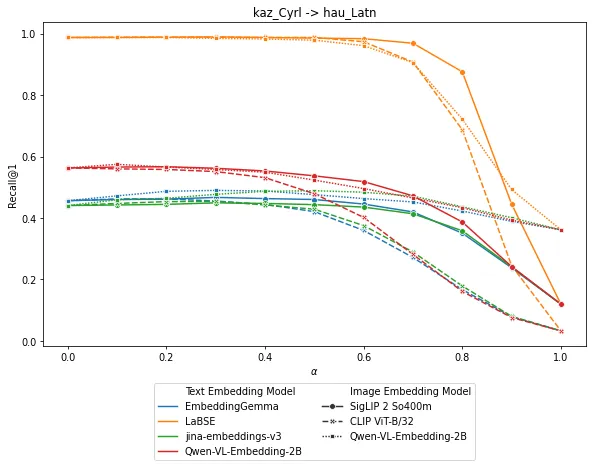 kaz_Cyrl -> hau_Latn
Recall@1
1.0
0.8
0.6
0.4
0.2
0.0
0.0 0.2 0.4 0.6 0.8 1.0
α
Text Embedding Model Image Embedding Model
EmbeddingGemma SigLIP 2 So400m
LaBSE CLIP ViT-B/32
jina-embeddings-v3 Qwen-VL-Embedding-2B
Qwen-VL-Embedding-2B